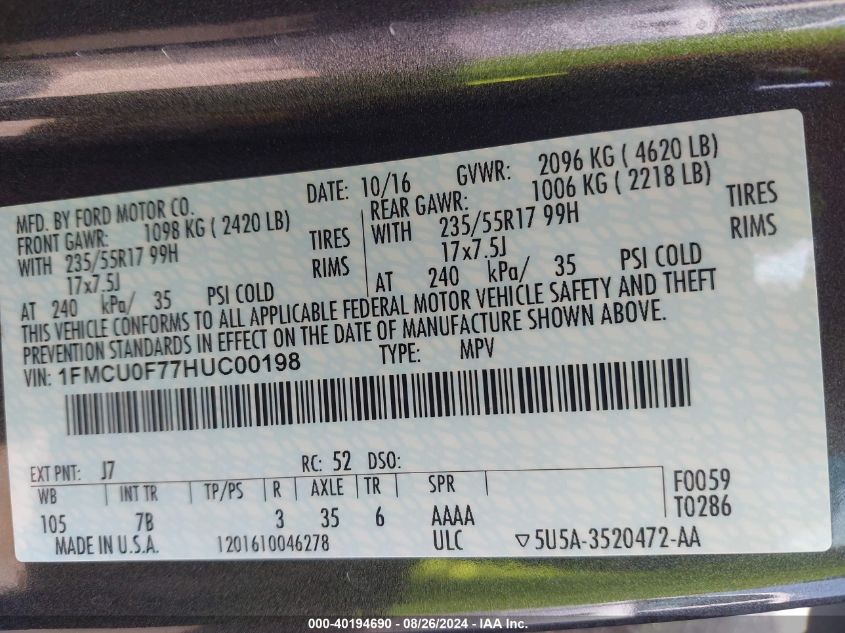 MFD. BY FORD MOTOR CO.
DATE: 10/16
GVWR: 2096 KG ( 4620 LB)
FRONT GAWR: 1098 KG ( 2420 LB)
WITH 235/55R17 99H TIRES
17x7.5J RIMS
AT 240 kPa/ 35 PSI COLD
REAR GAWR: 1006 KG ( 2218 LB)
WITH 235/55R17 99H TIRES
17x7.5J RIMS
AT 240 kPa/ 35 PSI COLD
THIS VEHICLE CONFORMS TO ALL APPLICABLE FEDERAL MOTOR VEHICLE SAFETY AND THEFT
PREVENTION STANDARDS IN EFFECT ON THE DATE OF MANUFACTURE SHOWN ABOVE.
VIN: 1FMCU0F77HUC00198
TYPE: MPV
EXT PNT: J7 RC: 52 DSO:
WB INT TR TP/PS R AXLE TR SPR
105 7B 3 35 6 AAAA
F0059
T0286
MADE IN U.S.A. 1201610046278 ULC ▽5U5A-3520472-AA
000-40194690 - 08/26/2024 - IAA Inc.